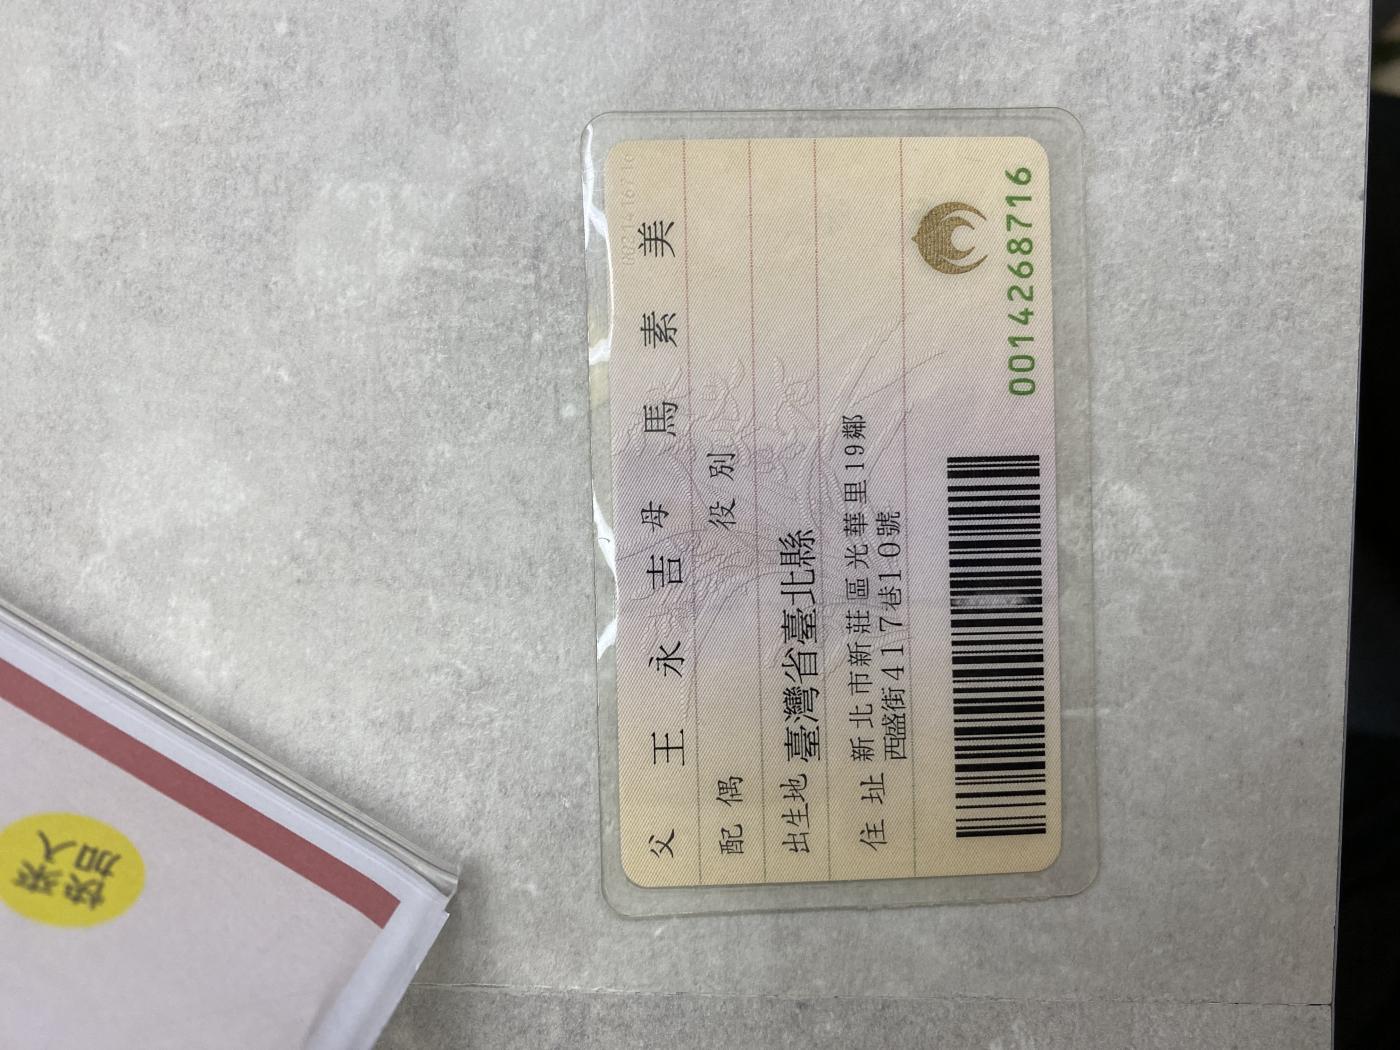 父 王永吉 母 馬素美
配偶 役別
出生地 臺灣省臺北縣
住址 新北市新莊區光華里19鄰
西盛街417巷10號
0014268716
加入